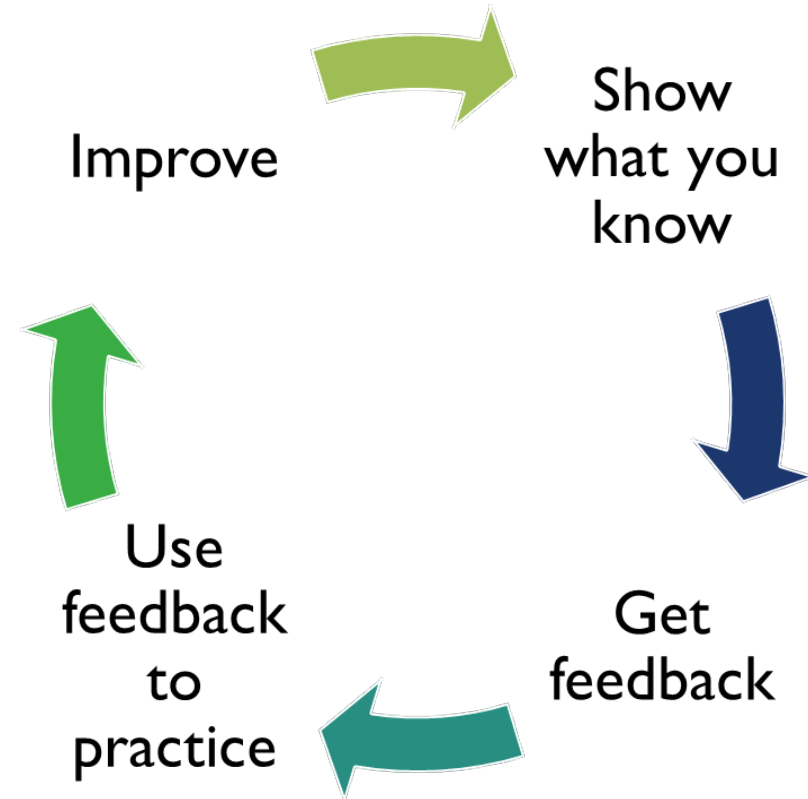 Improve
Show
what you
know
Get
feedback
Use
feedback
to
practice